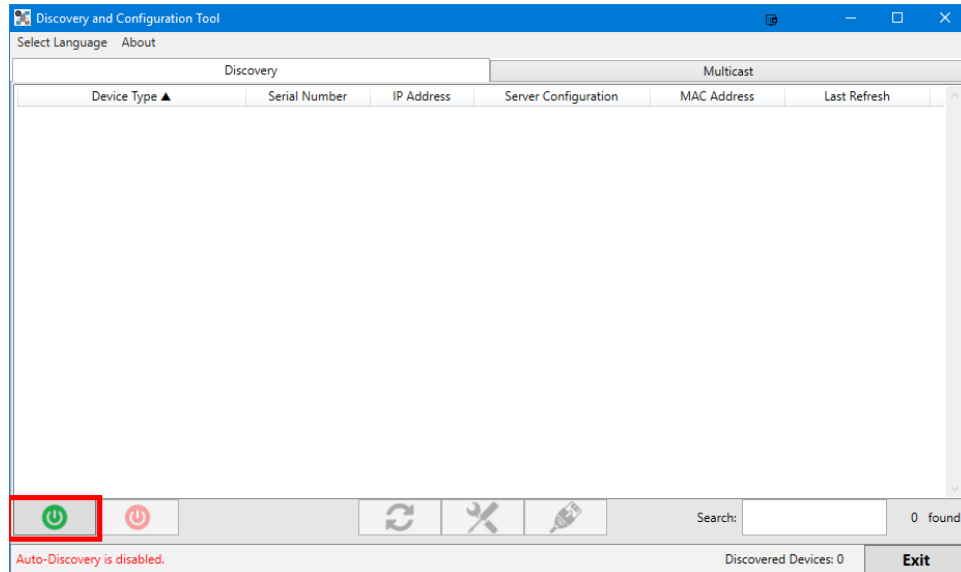 Discovery and Configuration Tool
Select Language About
Discovery Multicast
Device Type ▲ Serial Number IP Address Server Configuration MAC Address Last Refresh
Search: 0 found
Auto-Discovery is disabled. Discovered Devices: 0 Exit